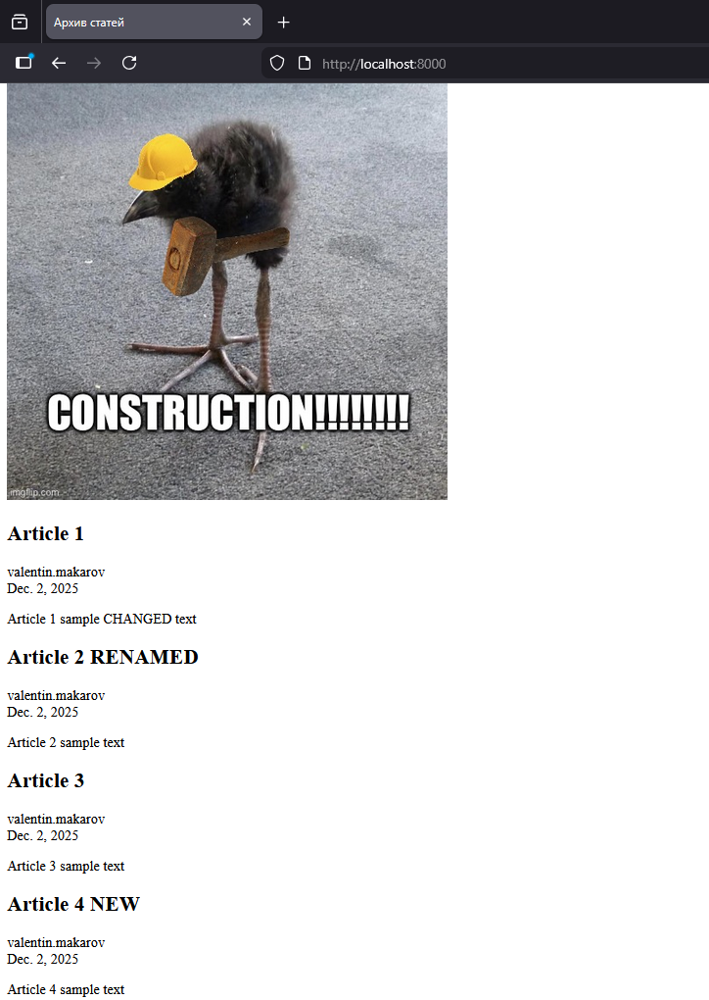 Архив статей
http://localhost:8000
CONSTRUCTION!!!!!!!!
imgflip.com
Article 1
valentin.makarov
Dec. 2, 2025
Article 1 sample CHANGED text
Article 2 RENAMED
valentin.makarov
Dec. 2, 2025
Article 2 sample text
Article 3
valentin.makarov
Dec. 2, 2025
Article 3 sample text
Article 4 NEW
valentin.makarov
Dec. 2, 2025
Article 4 sample text